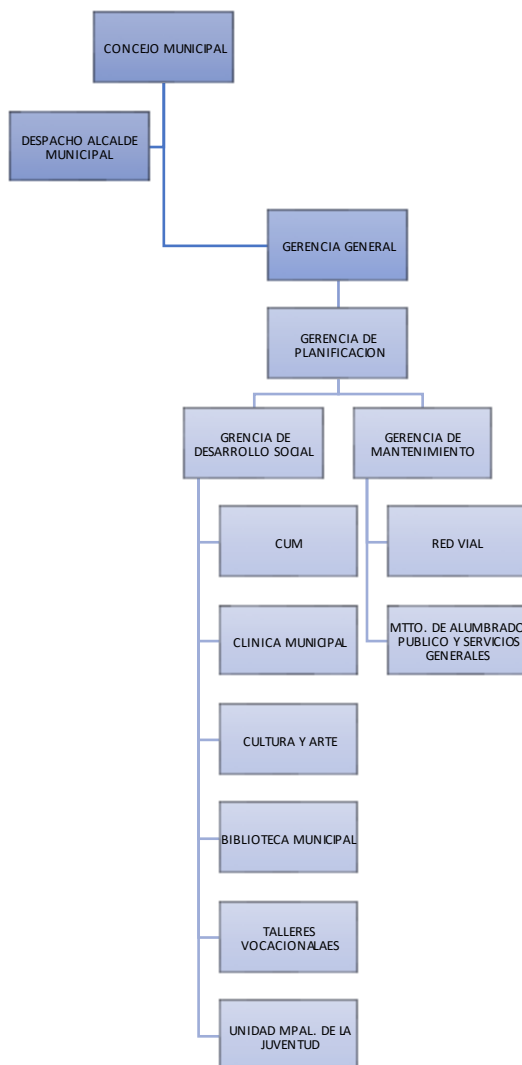 CONCEJO MUNICIPAL
DESPACHO ALCALDE
MUNICIPAL
GERENCIA GENERAL
GERENCIA DE
PLANIFICACION
GRENCIA DE
DESARROLLO SOCIAL
GERENCIA DE
MANTENIMIENTO
CUM
RED VIAL
CLINICA MUNICIPAL
MTTO. DE ALUMBRADO
PUBLICO Y SERVICIOS
GENERALES
CULTURA Y ARTE
BIBLIOTECA MUNICIPAL
TALLERES
VOCACIONALAES
UNIDAD MPAL. DE LA
JUVENTUD